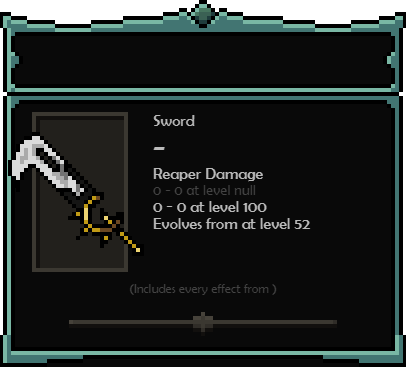 Sword
–
Reaper Damage
0 - 0 at level null
0 - 0 at level 100
Evolves from at level 52
(Includes every effect from )